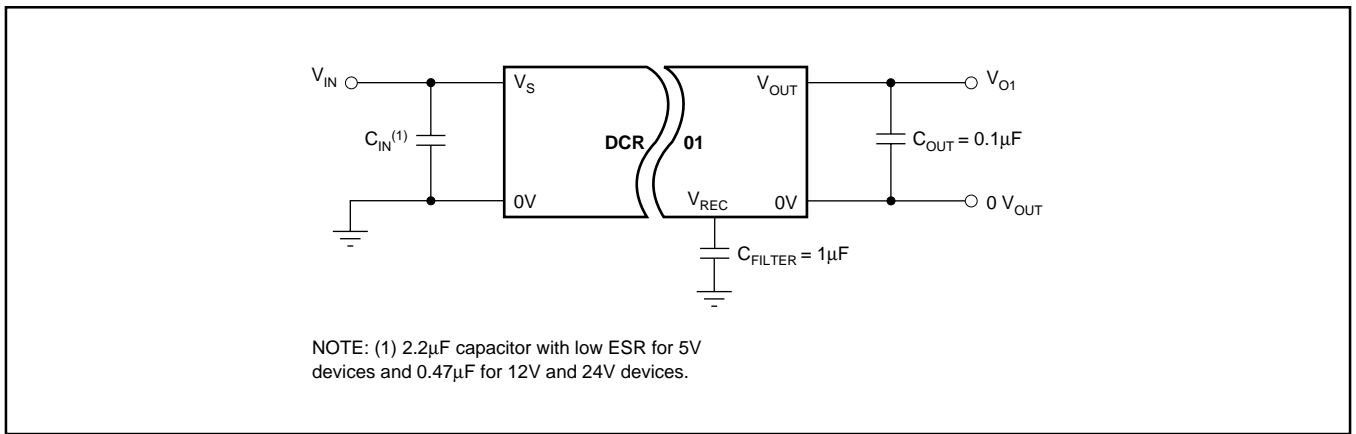 V_IN V_S V_OUT V_O1
C_IN^(1) DCR 01 C_OUT = 0.1μF
0V V_REC 0V 0 V_OUT
C_FILTER = 1μF
NOTE: (1) 2.2μF capacitor with low ESR for 5V
devices and 0.47μF for 12V and 24V devices.